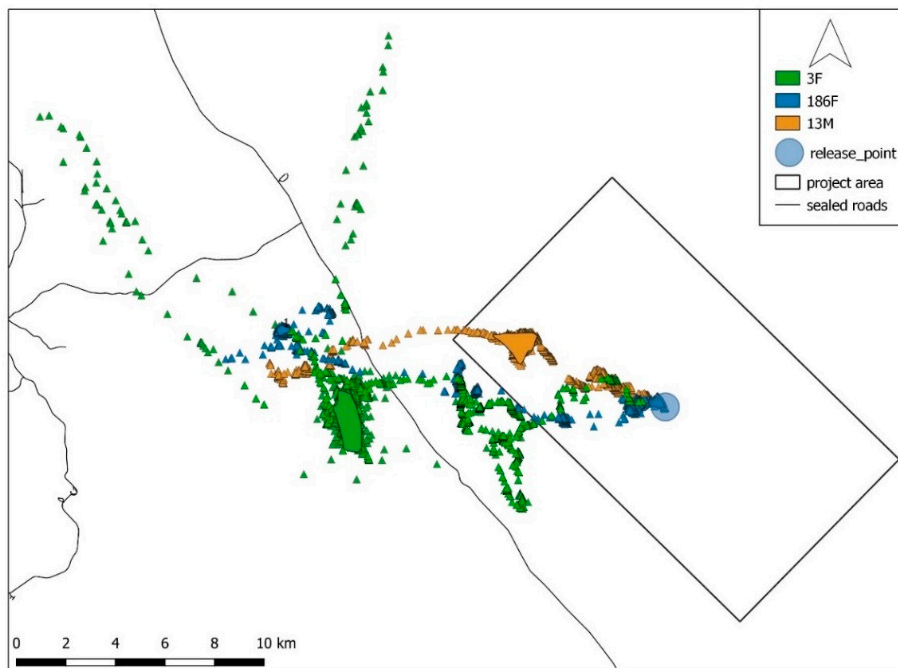 3F
186F
13M
release_point
project area
sealed roads
0 2 4 6 8 10 km